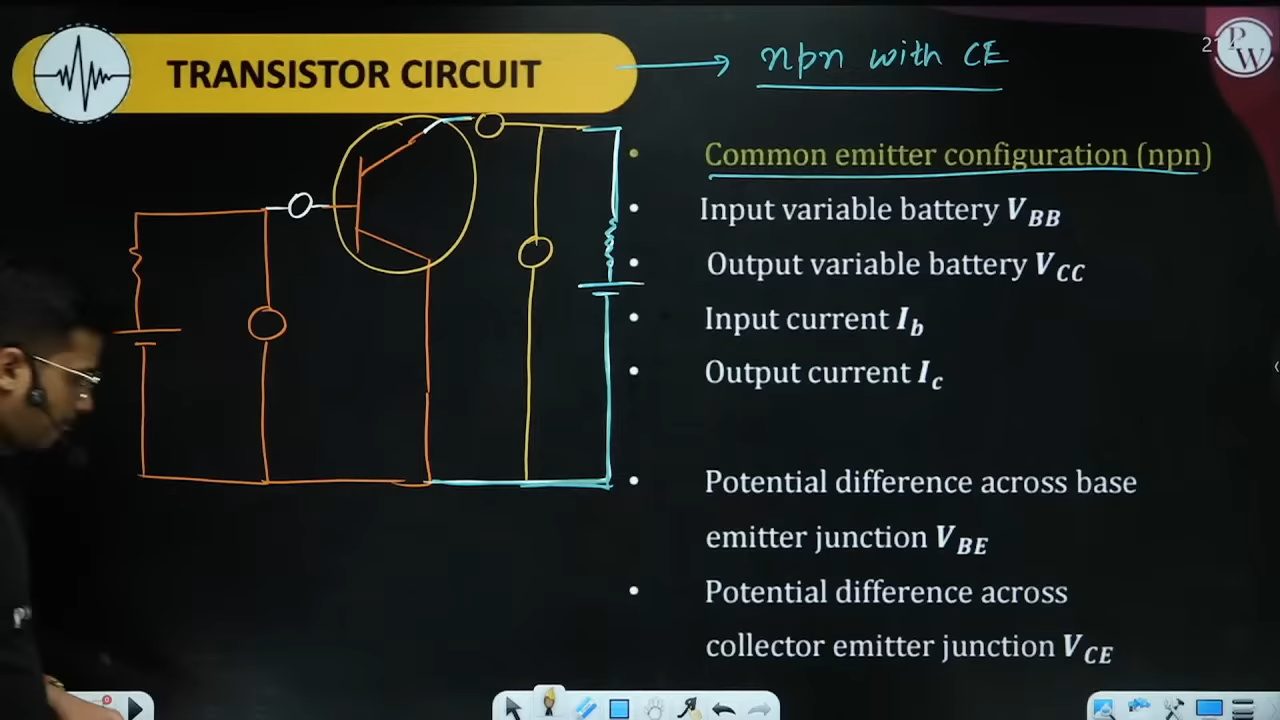 TRANSISTOR CIRCUIT
npn with CE
PW
• Common emitter configuration (npn)
• Input variable battery V_BB
• Output variable battery V_CC
• Input current I_b
• Output current I_c
• Potential difference across base
emitter junction V_BE
• Potential difference across
collector emitter junction V_CE